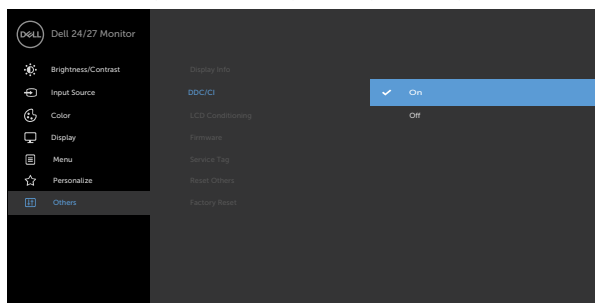 DELL Dell 24/27 Monitor
Brightness/Contrast
Display Info
Input Source
DDC/CI
On
Color
LCD Conditioning
Off
Display
Firmware
Menu
Service Tag
Personalize
Reset Others
Others
Factory Reset